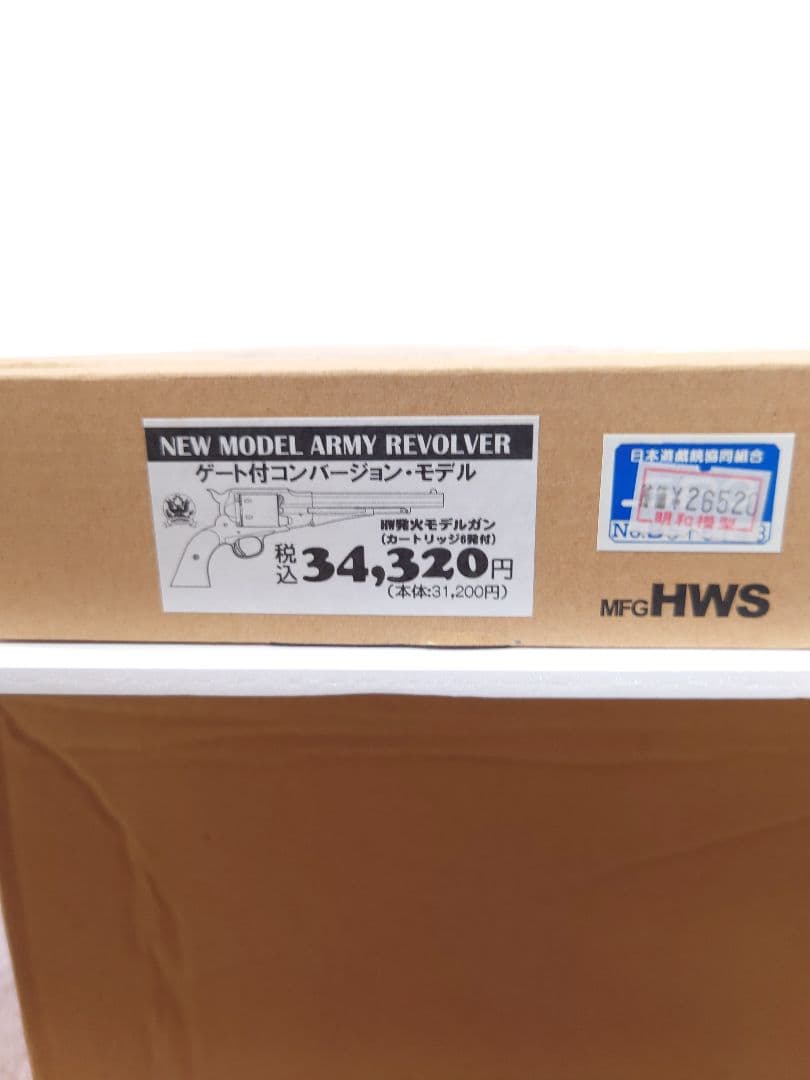 NEW MODEL ARMY REVOLVER
ゲート付コンバージョン・モデル
HW発火モデルガン
(カートリッジ6発付)
税込34,320円
(本体:31,200円)
日本遊戯銃協同組合
¥26520
明和模型
No.
MFG HWS